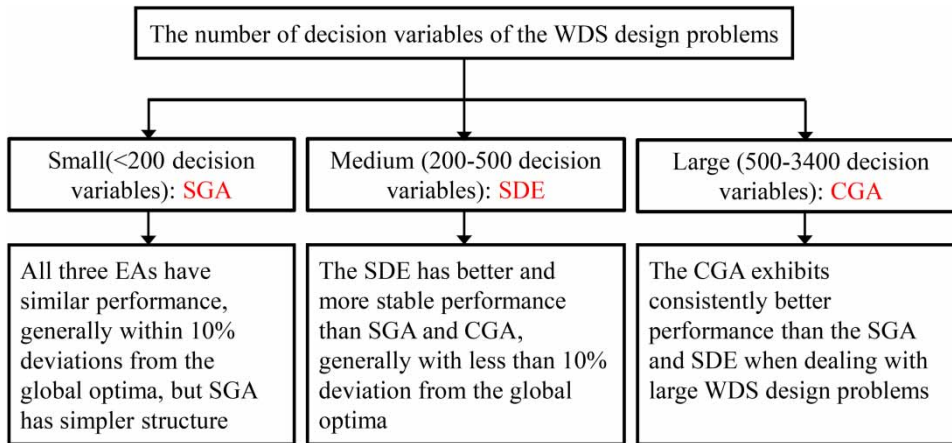 The number of decision variables of the WDS design problems
Small(<200 decision
variables): SGA
Medium (200-500 decision
variables): SDE
Large (500-3400 decision
variables): CGA
All three EAs have
similar performance,
generally within 10%
deviations from the
global optima, but SGA
has simpler structure
The SDE has better and
more stable performance
than SGA and CGA,
generally with less than 10%
deviation from the global
optima
The CGA exhibits
consistently better
performance than the SGA
and SDE when dealing with
large WDS design problems